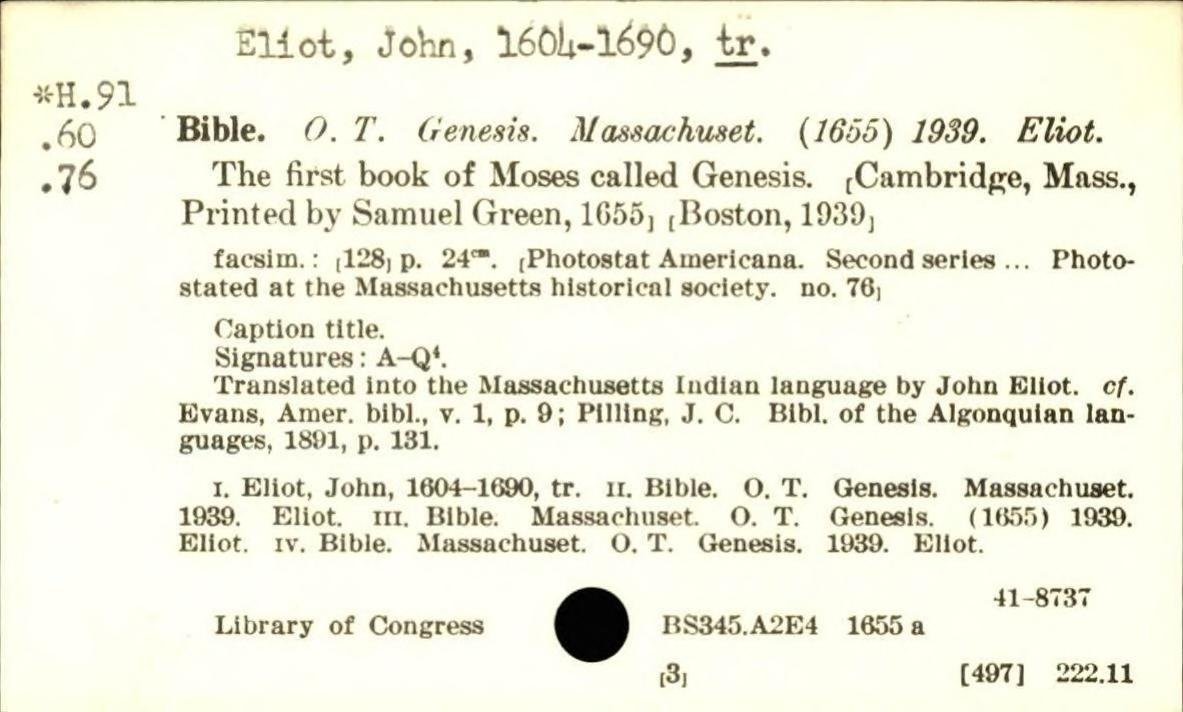 Eliot, John, 1604-1690, tr.
*H.91
.60
.76
Bible. O. T. Genesis. Massachuset. (1655) 1939. Eliot.
The first book of Moses called Genesis. [Cambridge, Mass.,
Printed by Samuel Green, 1655] [Boston, 1939]
facsim. : [128] p. 24ᶜᵐ. [Photostat Americana. Second series ... Photo-
stated at the Massachusetts historical society. no. 76]
Caption title.
Signatures : A–Q⁴.
Translated into the Massachusetts Indian language by John Eliot. cf.
Evans, Amer. bibl., v. 1, p. 9 ; Pilling, J. C. Bibl. of the Algonquian lan-
guages, 1891, p. 131.
I. Eliot, John, 1604–1690, tr. II. Bible. O. T. Genesis. Massachuset.
1939. Eliot. III. Bible. Massachuset. O. T. Genesis. (1655) 1939.
Eliot. IV. Bible. Massachuset. O. T. Genesis. 1939. Eliot.
41–8737
Library of Congress BS345.A2E4 1655 a
[3] [497] 222.11